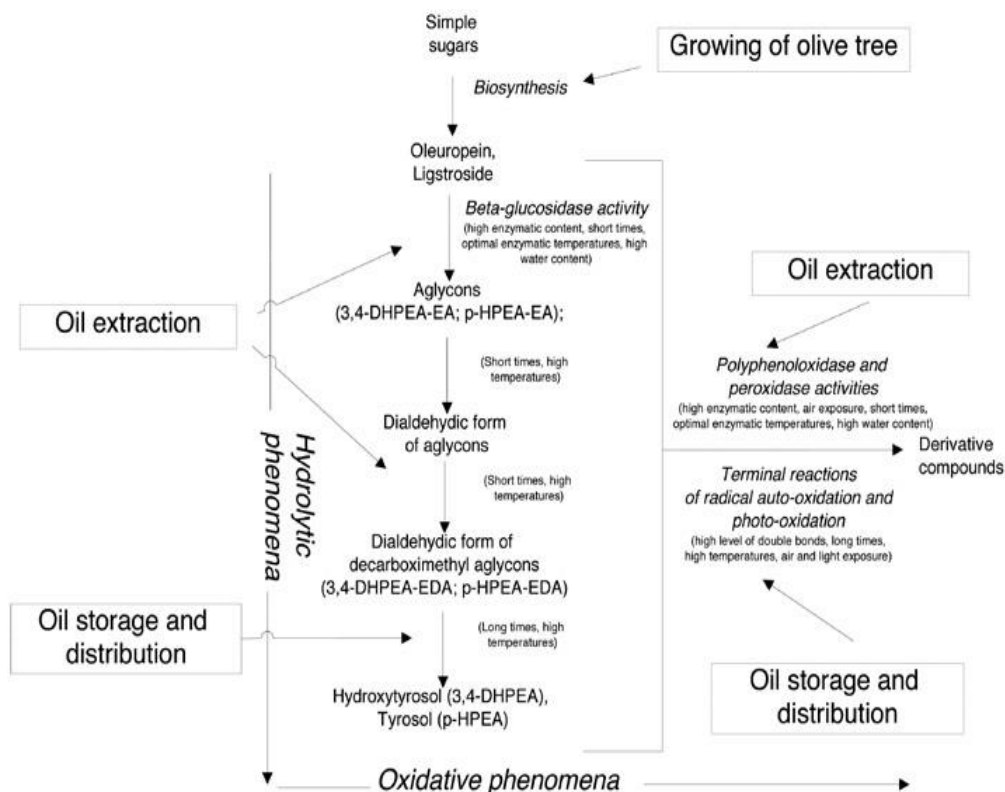 Simple
sugars
Growing of olive tree
Biosynthesis
Oleuropein,
Ligstroside
Beta-glucosidase activity
(high enzymatic content, short times,
optimal enzymatic temperatures, high
water content)
Oil extraction
Aglycons
(3,4-DHPEA-EA; p-HPEA-EA);
Oil extraction
(Short times, high
temperatures)
Polyphenoloxidase and
peroxidase activities
(high enzymatic content, air exposure, short times,
optimal enzymatic temperatures, high water content)
Dialdehydic form
of aglycons
Derivative
compounds
Hydrolytic
phenomena
(Short times, high
temperatures)
Terminal reactions
of radical auto-oxidation and
photo-oxidation
(high level of double bonds, long times,
high temperatures, air and light exposure)
Dialdehydic form of
decarboximethyl aglycons
(3,4-DHPEA-EDA; p-HPEA-EDA)
Oil storage and
distribution
(Long times, high
temperatures)
Oil storage and
distribution
Hydroxytyrosol (3,4-DHPEA),
Tyrosol (p-HPEA)
Oxidative phenomena